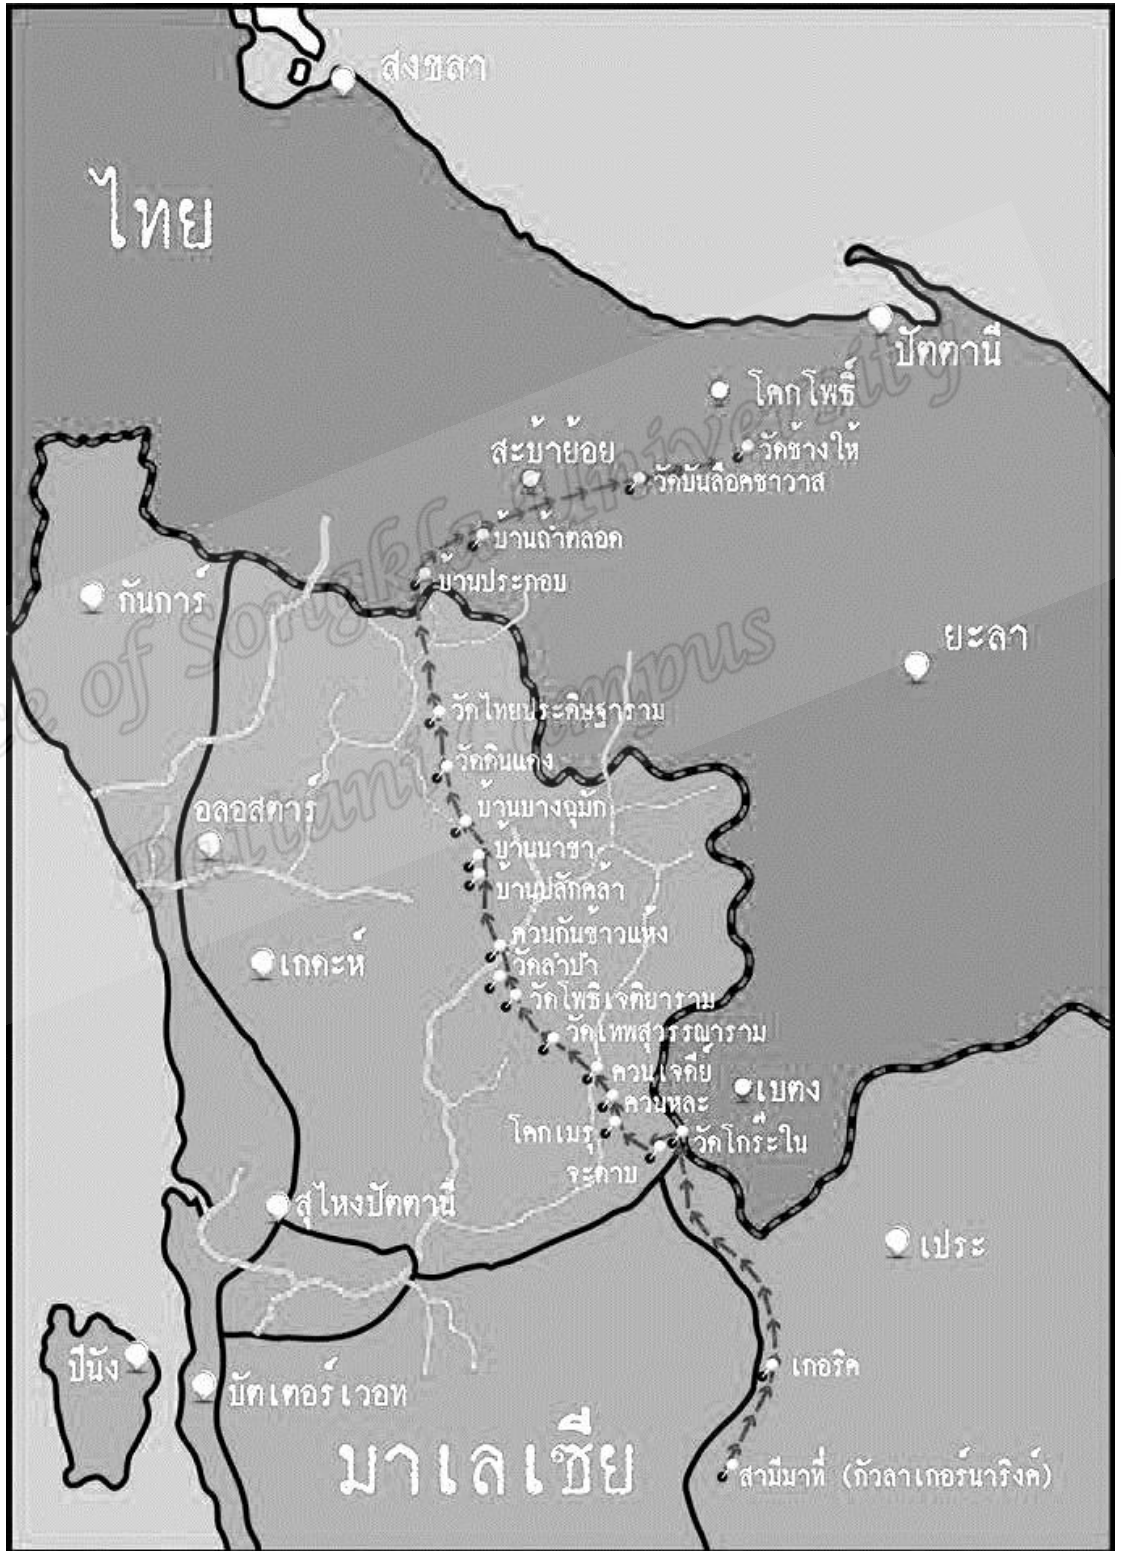 สงขลา
ไทย
ปัตตานี
โคกโพธิ์
วัดช้างให้
สะบ้าย้อย
วัดบันลือคชาวาส
บ้านถ้ำตลอด
บ้านประกอบ
กันการ์
ยะลา
วัดไทยประดิษฐาราม
วัดดินแดง
บ้านบางฉุมัก
อลอสตาร์
บ้านนาข่า
บ้านปลักคล้า
ควนกันข้าวแห้ง
เกดะห์
วัดลำปำ
วัดโพธิเจติยาราม
วัดเทพสุวรรณาราม
ควนเจดีย์
เบตง
ควนหละ
โคกเมรุ
วัดโกร๊ะใน
จะดาบ
สุไหงปัตตานี
เประ
ปีนัง
เกอริค
บัตเตอร์เวอท
มาเลเซีย
สามีมาที่ (กัวลาเกอร์นาริงค์)
ce of Songkla University
Pattani Campus